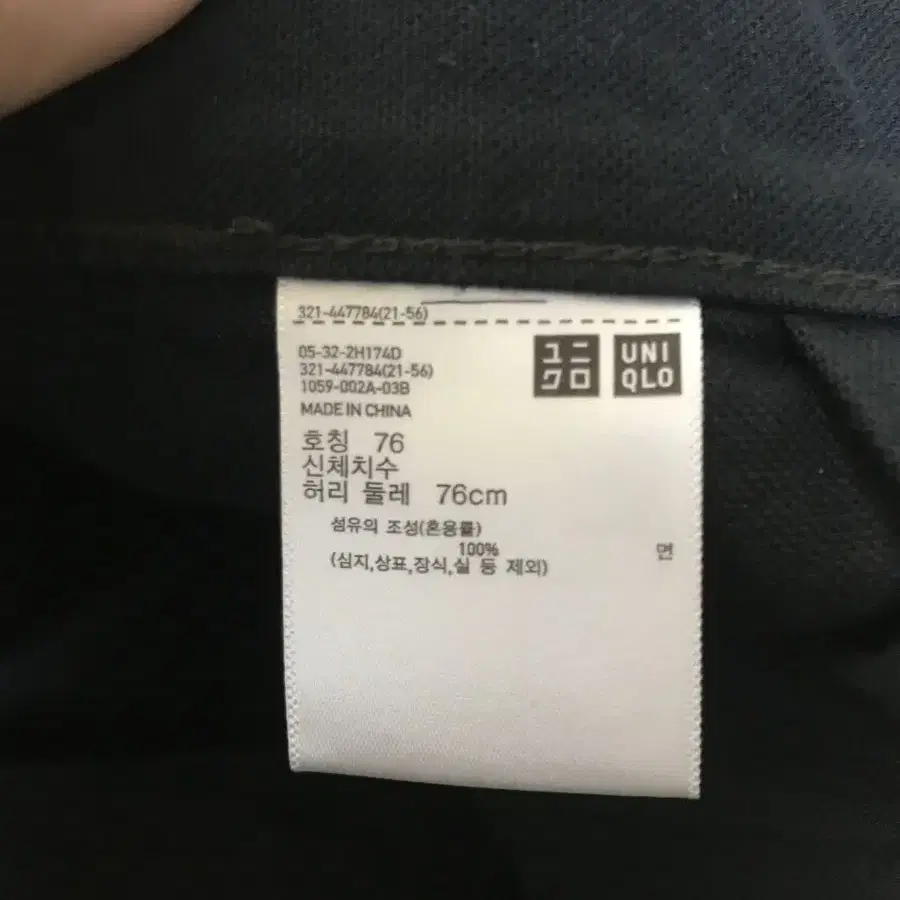 321-447784(21-56)
05-32-2H174D
321-447784(21-56)
1059-002A-03B
MADE IN CHINA
ユニ
クロ
UNI
QLO
호칭 76
신체치수
허리 둘레 76cm
섬유의 조성(혼용률)
100% 면
(심지,상표,장식,실 등 제외)